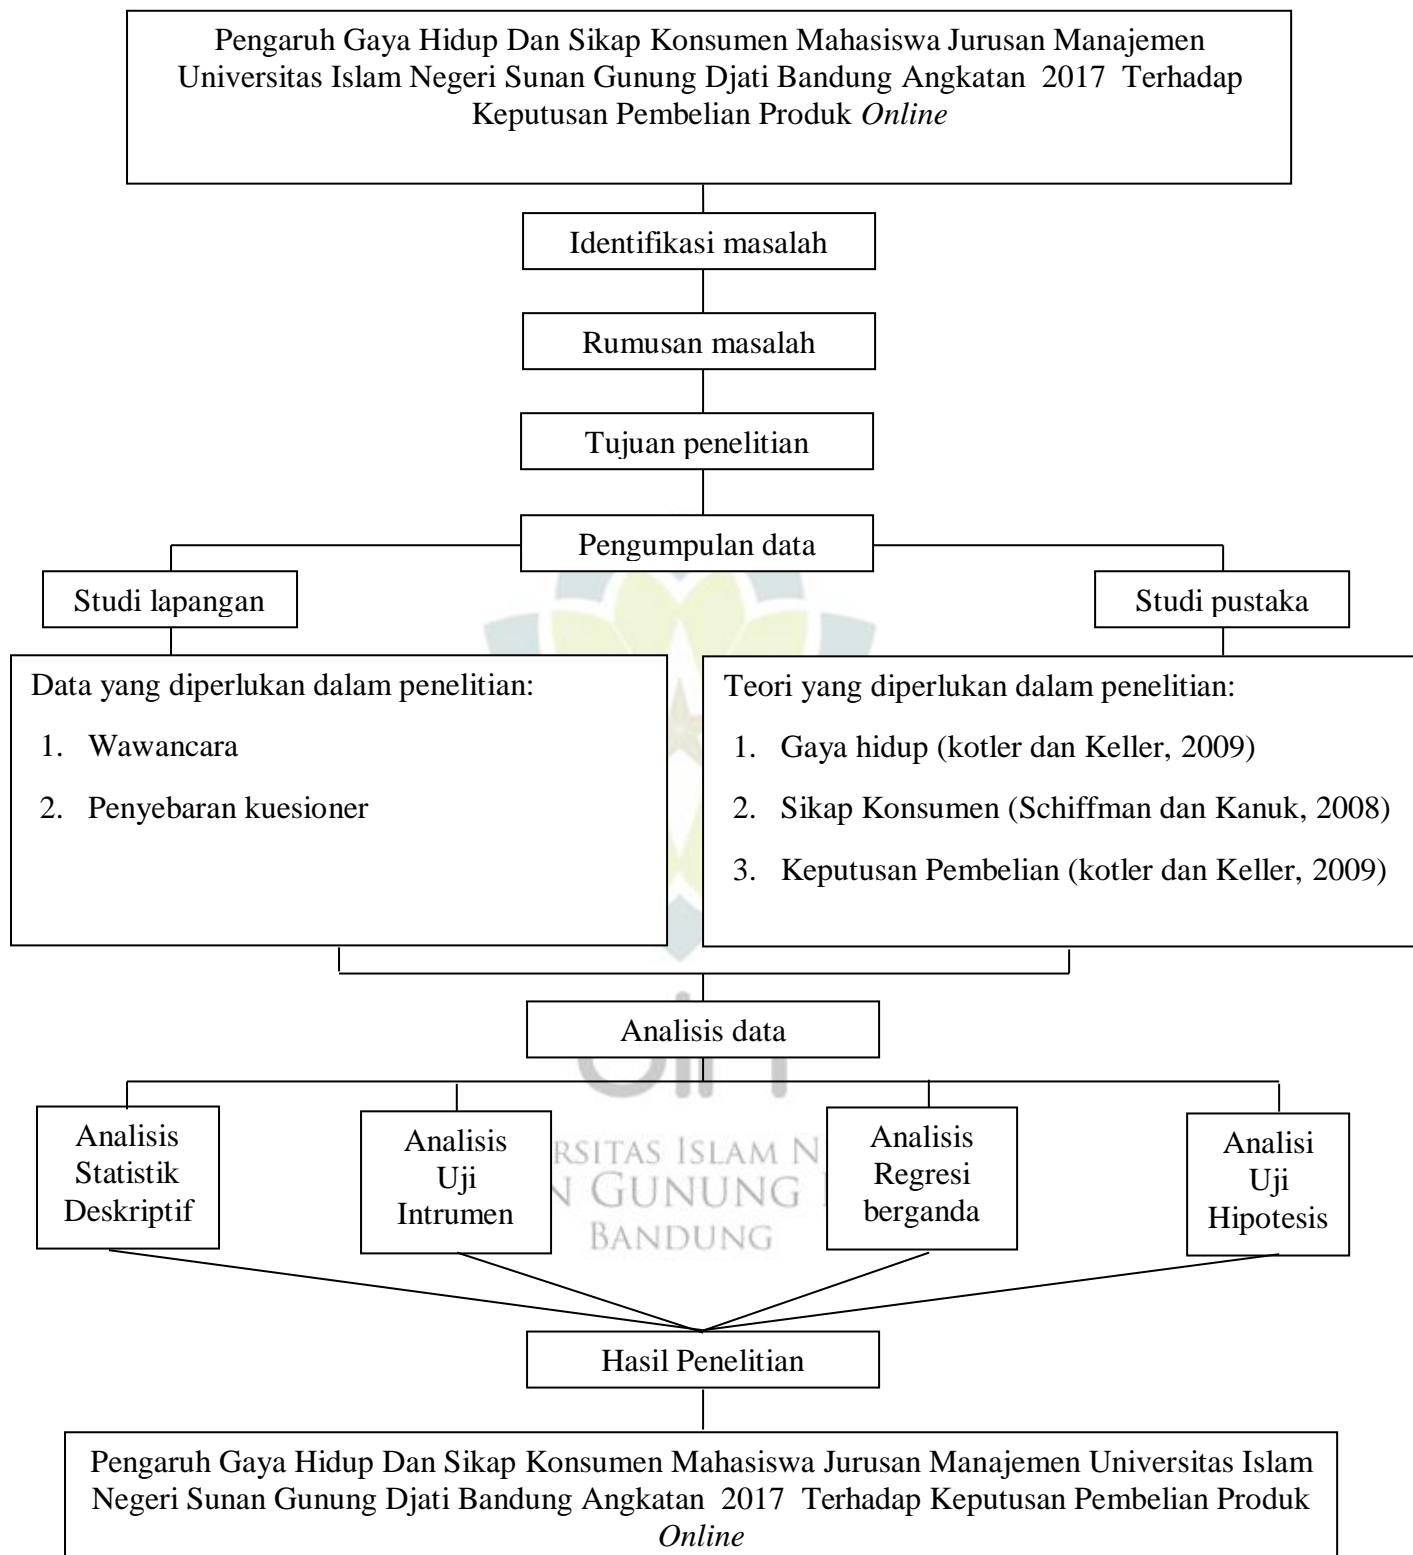 Pengaruh Gaya Hidup Dan Sikap Konsumen Mahasiswa Jurusan Manajemen
Universitas Islam Negeri Sunan Gunung Djati Bandung Angkatan 2017 Terhadap
Keputusan Pembelian Produk Online
Identifikasi masalah
Rumusan masalah
Tujuan penelitian
Pengumpulan data
Studi lapangan
Studi pustaka
Data yang diperlukan dalam penelitian:
1. Wawancara
2. Penyebaran kuesioner
Teori yang diperlukan dalam penelitian:
1. Gaya hidup (kotler dan Keller, 2009)
2. Sikap Konsumen (Schiffman dan Kanuk, 2008)
3. Keputusan Pembelian (kotler dan Keller, 2009)
Analisis data
Analisis
Statistik
Deskriptif
Analisis
Uji
Intrumen
RSITAS ISLAM N
GUNUNG
BANDUNG
Analisis
Regresi
berganda
Analisi
Uji
Hipotesis
Hasil Penelitian
Pengaruh Gaya Hidup Dan Sikap Konsumen Mahasiswa Jurusan Manajemen Universitas Islam
Negeri Sunan Gunung Djati Bandung Angkatan 2017 Terhadap Keputusan Pembelian Produk
Online